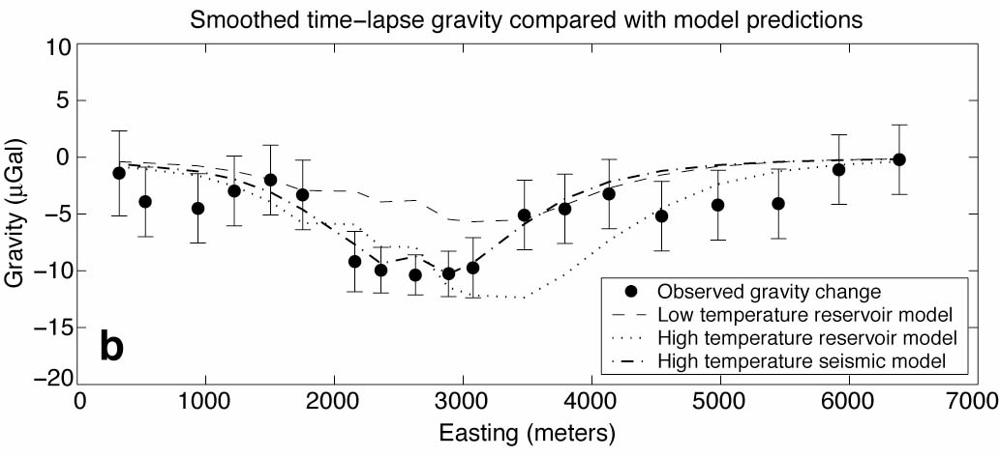 Smoothed time−lapse gravity compared with model predictions
10
5
0
−5
−10
−15
−20
Gravity (µGal)
b
Observed gravity change
Low temperature reservoir model
High temperature reservoir model
High temperature seismic model
0 1000 2000 3000 4000 5000 6000 7000
Easting (meters)